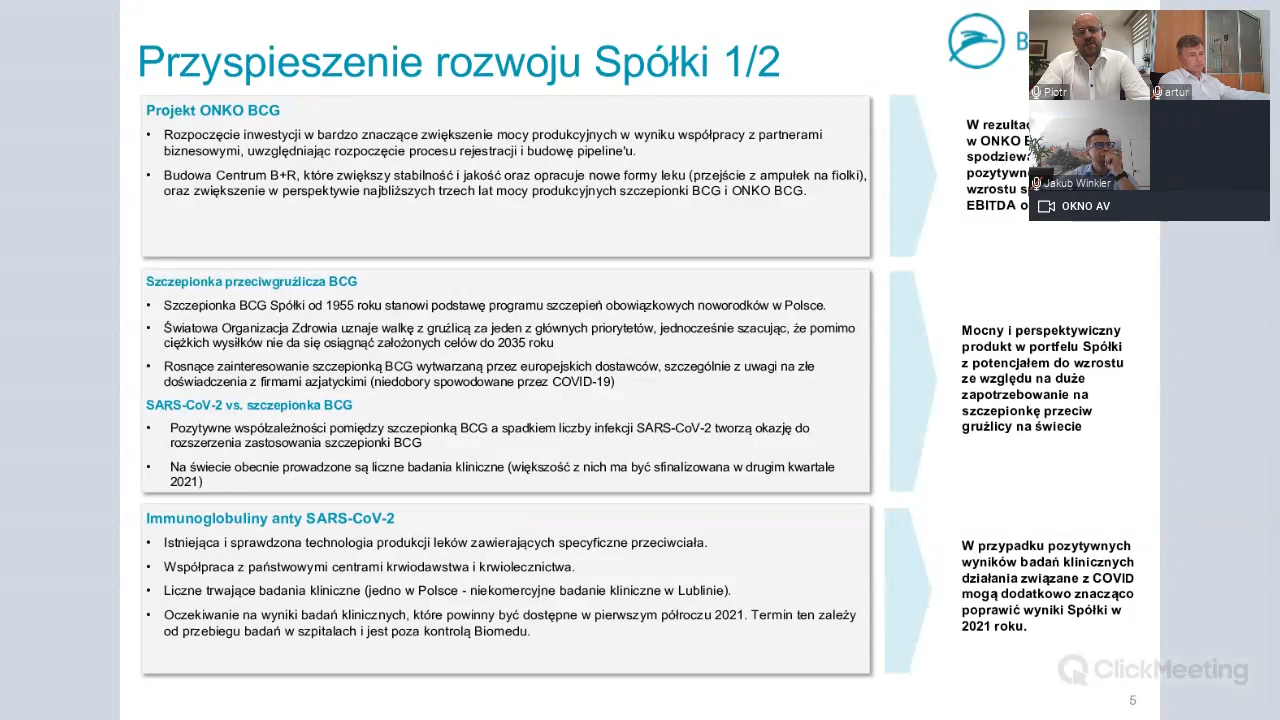 Przyspieszenie rozwoju Spółki 1/2
B
Projekt ONKO BCG
• Rozpoczęcie inwestycji w bardzo znaczące zwiększenie mocy produkcyjnych w wyniku współpracy z partnerami
biznesowymi, uwzględniając rozpoczęcie procesu rejestracji i budowę pipeline'u.
• Budowa Centrum B+R, które zwiększy stabilność i jakość oraz opracuje nowe formy leku (przejście z ampułek na fiolki),
oraz zwiększenie w perspektywie najbliższych trzech lat mocy produkcyjnych szczepionki BCG i ONKO BCG.
W
w ONKO
EBITDA
Piotr
artur
Jakub Winkler
OKNO AV
Szczepionka przeciwgruźlicza BCG
• Szczepionka BCG Spółki od 1955 roku stanowi podstawę programu szczepień obowiązkowych noworodków w Polsce.
• Światowa Organizacja Zdrowia uznaje walkę z gruźlicą za jeden z głównych priorytetów, jednocześnie szacując, że pomimo
ciężkich wysiłków nie da się osiągnąć założonych celów do 2035 roku
• Rosnące zainteresowanie szczepionką BCG wytwarzaną przez europejskich dostawców, szczególnie z uwagi na złe
doświadczenia z firmami azjatyckimi (niedobory spowodowane przez COVID-19)
SARS-CoV-2 vs. szczepionka BCG
• Pozytywne współzależności pomiędzy szczepionką BCG a spadkiem liczby infekcji SARS-CoV-2 tworzą okazję do
rozszerzenia zastosowania szczepionki BCG
• Na świecie obecnie prowadzone są liczne badania kliniczne (większość z nich ma być sfinalizowana w drugim kwartale
2021)
Mocny i perspektywiczny
produkt w portfelu Spółki
z potencjałem do wzrostu
ze względu na duże
zapotrzebowanie na
szczepionkę przeciw
gruźlicy na świecie
Immunoglobuliny anty SARS-CoV-2
• Istniejąca i sprawdzona technologia produkcji leków zawierających specyficzne przeciwciała.
• Współpraca z państwowymi centrami krwiodawstwa i krwiolecznictwa.
• Liczne trwające badania kliniczne (jedno w Polsce - niekomercyjne badanie kliniczne w Lublinie).
• Oczekiwanie na wyniki badań klinicznych, które powinny być dostępne w pierwszym półroczu 2021. Termin ten zależy
od przebiegu badań w szpitalach i jest poza kontrolą Biomedu.
W przypadku pozytywnych
wyników badań klinicznych
działania związane z COVID
mogą dodatkowo znacząco
poprawić wyniki Spółki w
2021 roku.
ClickMeeting
5